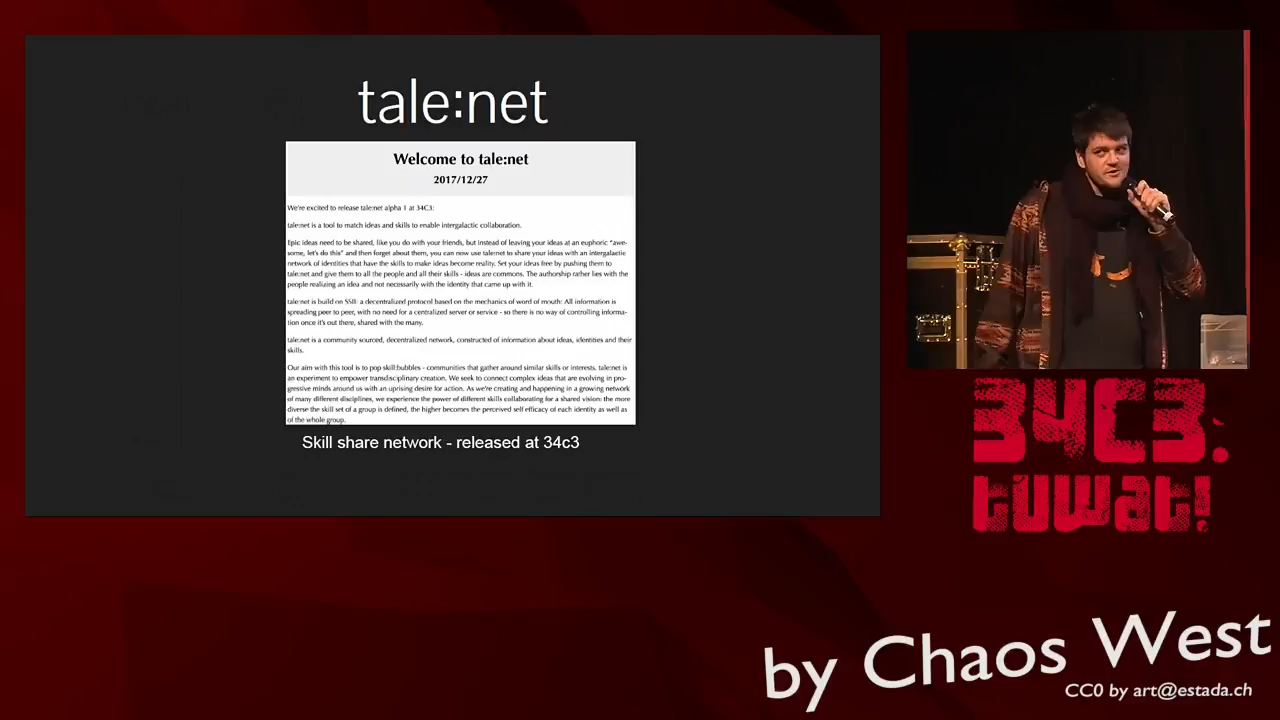 tale:net
Welcome to tale:net
2017/12/27
We're excited to release tale:net alpha 1 at 34C3:
tale:net is a tool to match ideas and skills to enable intergalactic collaboration.
Epic ideas need to be shared, like you do with your friends, but instead of leaving your ideas at an euphoric "awe-
some, let's do this" and then forget about them, you can now use tale:net to share your ideas with an intergalactic
network of identities that have the skills to make ideas become reality. Set your ideas free by pushing them to
tale:net and give them to all the people and all their skills - ideas are commons. The authorship rather lies with the
people realizing an idea and not necessarily with the identity that came up with it.
tale:net is build on SSB: a decentralized protocol based on the mechanics of word of mouth: All information is
spreading peer to peer, with no need for a centralized server or service - so there is no way of controlling informa-
tion once it's out there, shared with the many.
tale:net is a community sourced, decentralized network, constructed of information about ideas, identities and their
skills.
Our aim with this tool is to pop skill:bubbles - communities that gather around similar skills or interests. tale:net is
an experiment to empower transdisciplinary creation. We seek to connect complex ideas that are evolving in pro-
gressive minds around us with an uprising desire for action. As we're creating and happening in a growing network
of many different disciplines, we experience the power of different skills collaborating for a shared vision: the more
diverse the skill set of a group is defined, the higher becomes the perceived self efficacy of each identity as well as
of the whole group.
Skill share network - released at 34c3
34C3:
tuwat!
by Chaos West
CC0 by art@estada.ch